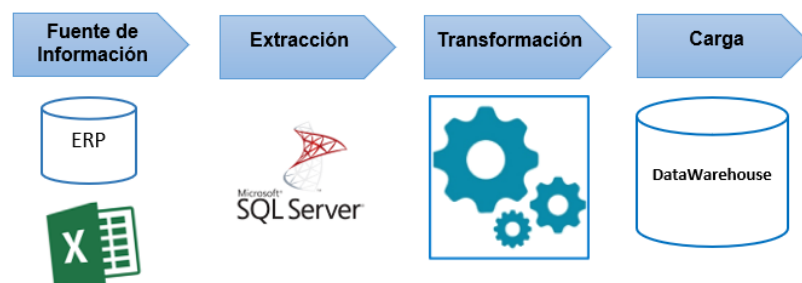 Fuente de
Información
Extracción
Transformación
Carga
ERP
X
Microsoft®
SQL Server
DataWarehouse